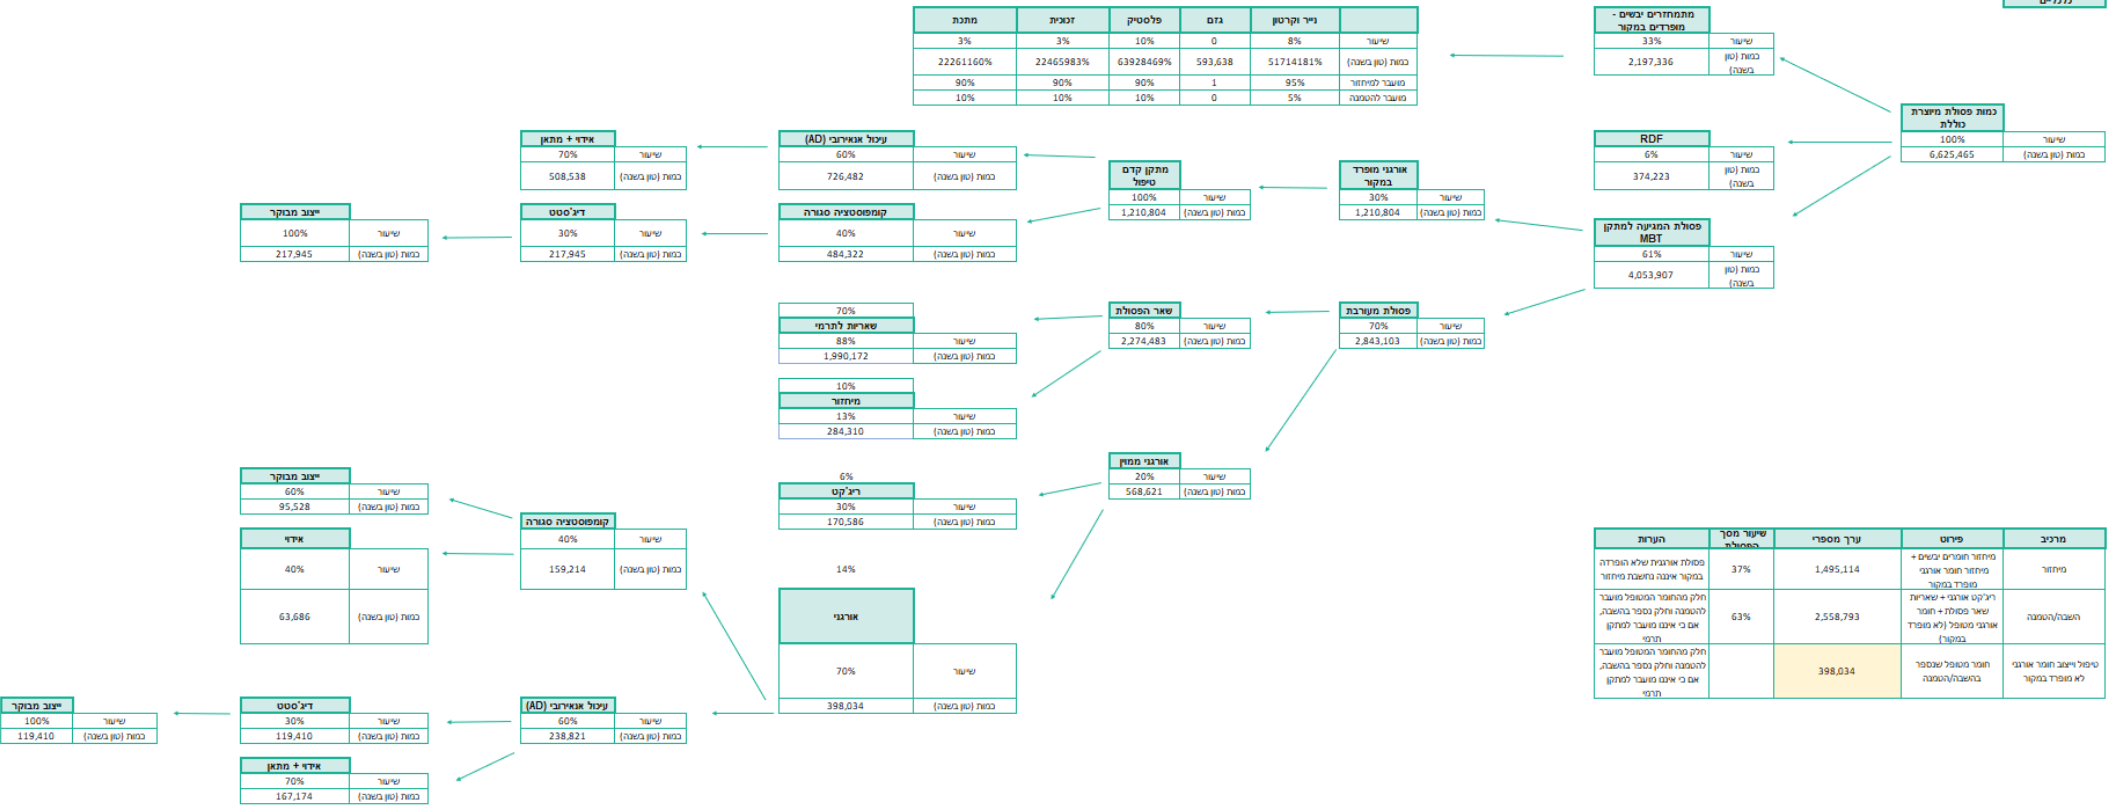 כלכליים
מתמחזרים יבשים -
מופרדים במקור
שיעור 33%
כמות (טון
בשנה) 2,197,336
נייר וקרטון גזם פלסטיק זכוכית מתכת
שיעור 8% 0 10% 3% 3%
כמות (טון בשנה) 51714181% 593,638 63928469% 22465983% 22261160%
מועבר למיחזור 95% 1 90% 90% 90%
מועבר להטמנה 5% 0 10% 10% 10%
כמות פסולת מיוצרת
כוללת
שיעור 100%
כמות (טון בשנה) 6,625,465
RDF
שיעור 6%
כמות (טון
בשנה) 374,223
פסולת המגיעה למתקן
MBT
שיעור 61%
כמות (טון
בשנה) 4,053,907
אורגני מופרד
במקור
שיעור 30%
כמות (טון בשנה) 1,210,804
מתקן קדם
טיפול
שיעור 100%
כמות (טון בשנה) 1,210,804
עיכול אנאירובי (AD)
שיעור 60%
כמות (טון בשנה) 726,482
אידוי + מתאן
שיעור 70%
כמות (טון בשנה) 508,538
קומפוסטציה סגורה
שיעור 40%
כמות (טון בשנה) 484,322
דיג'סטט
שיעור 30%
כמות (טון בשנה) 217,945
ייצוב מבוקר
שיעור 100%
כמות (טון בשנה) 217,945
פסולת מעורבת
שיעור 70%
כמות (טון בשנה) 2,843,103
שאר הפסולת
שיעור 80%
כמות (טון בשנה) 2,274,483
70%
שאריות לתרמי
שיעור 88%
כמות (טון בשנה) 1,990,172
10%
מיחזור
שיעור 13%
כמות (טון בשנה) 284,310
אורגני ממוין
שיעור 20%
כמות (טון בשנה) 568,621
6%
ריג'קט
שיעור 30%
כמות (טון בשנה) 170,586
14%
אורגני
שיעור 70%
כמות (טון בשנה) 398,034
קומפוסטציה סגורה
שיעור 40%
כמות (טון בשנה) 159,214
ייצוב מבוקר
שיעור 60%
כמות (טון בשנה) 95,528
אידוי
שיעור 40%
כמות (טון בשנה) 63,686
עיכול אנאירובי (AD)
שיעור 60%
כמות (טון בשנה) 238,821
דיג'סטט
שיעור 30%
כמות (טון בשנה) 119,410
ייצוב מבוקר
שיעור 100%
כמות (טון בשנה) 119,410
אידוי + מתאן
שיעור 70%
כמות (טון בשנה) 167,174
מרכיב פירוט ערך מספרי שיעור מסך הפסולת הערות
מיחזור
מיחזור חומרים יבשים +
מיחזור חומר אורגני
מופרד במקור
1,495,114
37%
פסולת אורגנית שלא הופרדה
במקור איננה נחשבת מיחזור
השבה/הטמנה
ריג'קט אורגני + שאריות
שאר פסולת + חומר
אורגני מטופל (לא מופרד
במקור)
2,558,793
63%
חלק מהחומר המטופל מועבר
להטמנה וחלק נספר בהשבה,
אם כי איננו מועבר למתקן
תרמי
טיפול וייצוב חומר אורגני
לא מופרד במקור
חומר מטופל שנספר
בהשבה/הטמנה
398,034
חלק מהחומר המטופל מועבר
להטמנה וחלק נספר בהשבה,
אם כי איננו מועבר למתקן
תרמי